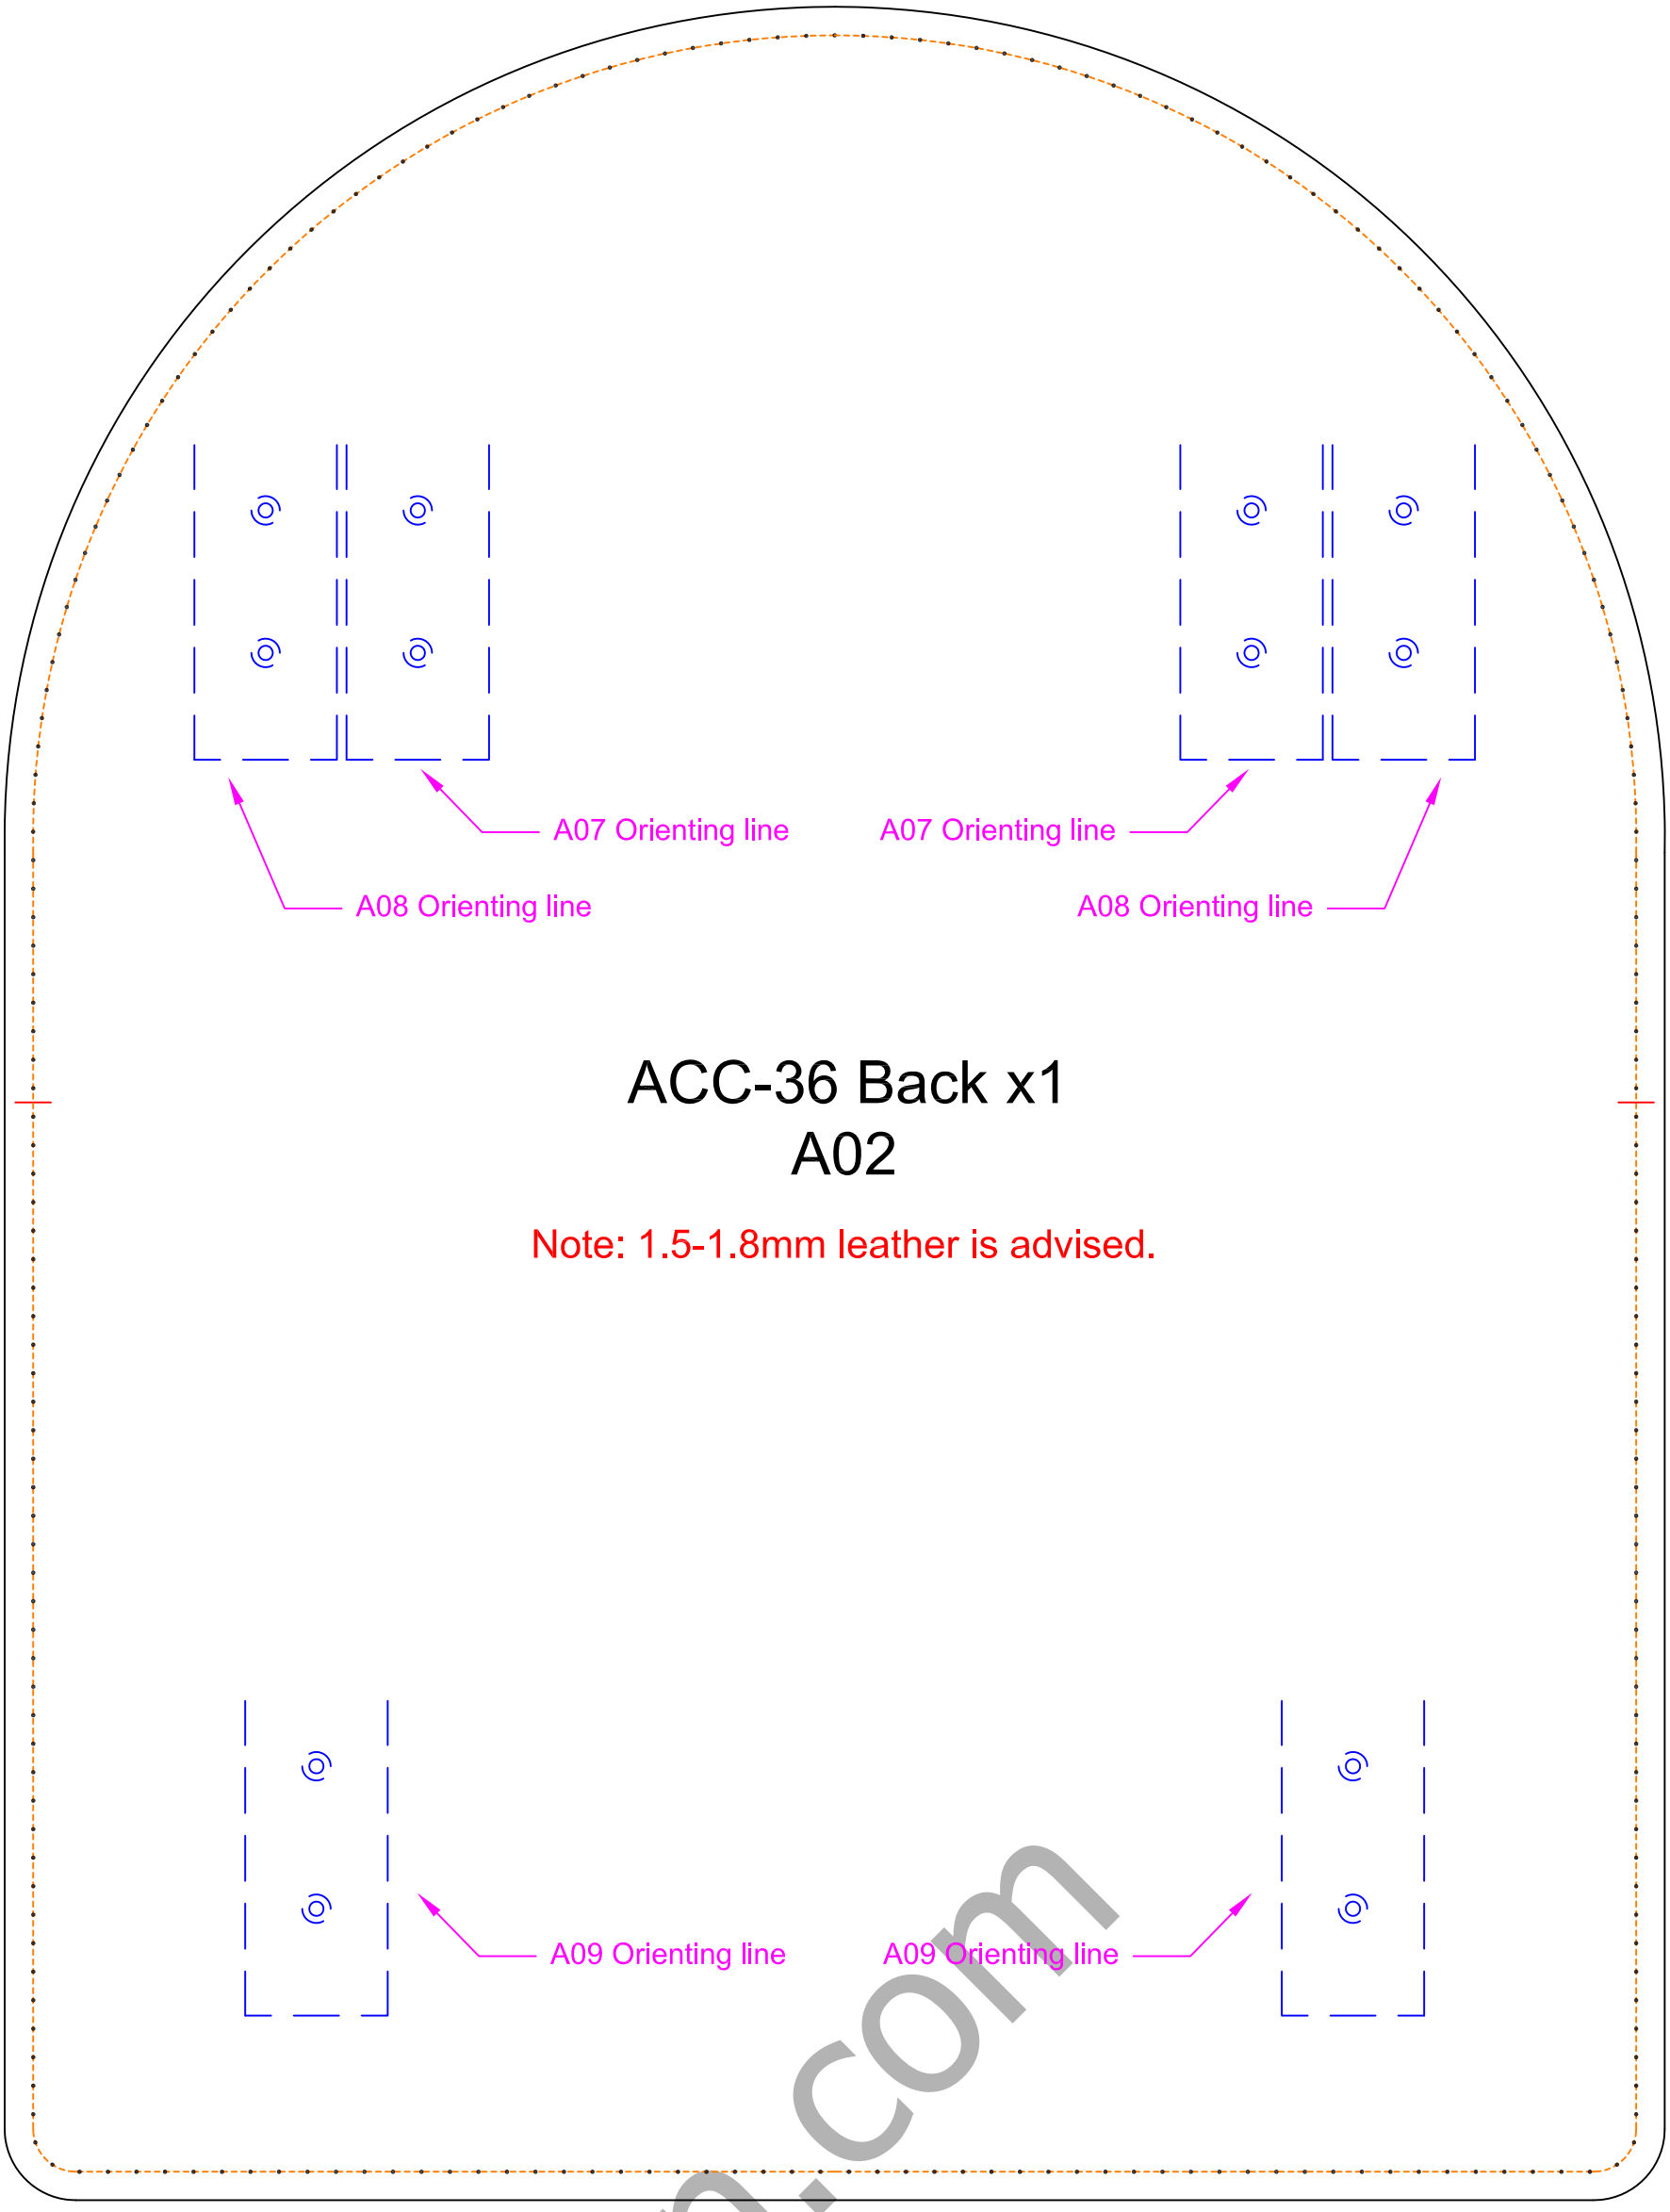 A07 Orienting line
A07 Orienting line
A08 Orienting line
A08 Orienting line
ACC-36 Back x1
A02
Note: 1.5-1.8mm leather is advised.
A09 Orienting line
A09 Orienting line
n.com